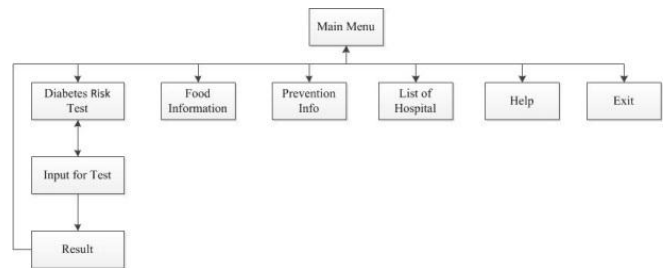 Main Menu
Diabetes Risk
Test
Food
Information
Prevention
Info
List of
Hospital
Help
Exit
Input for Test
Result